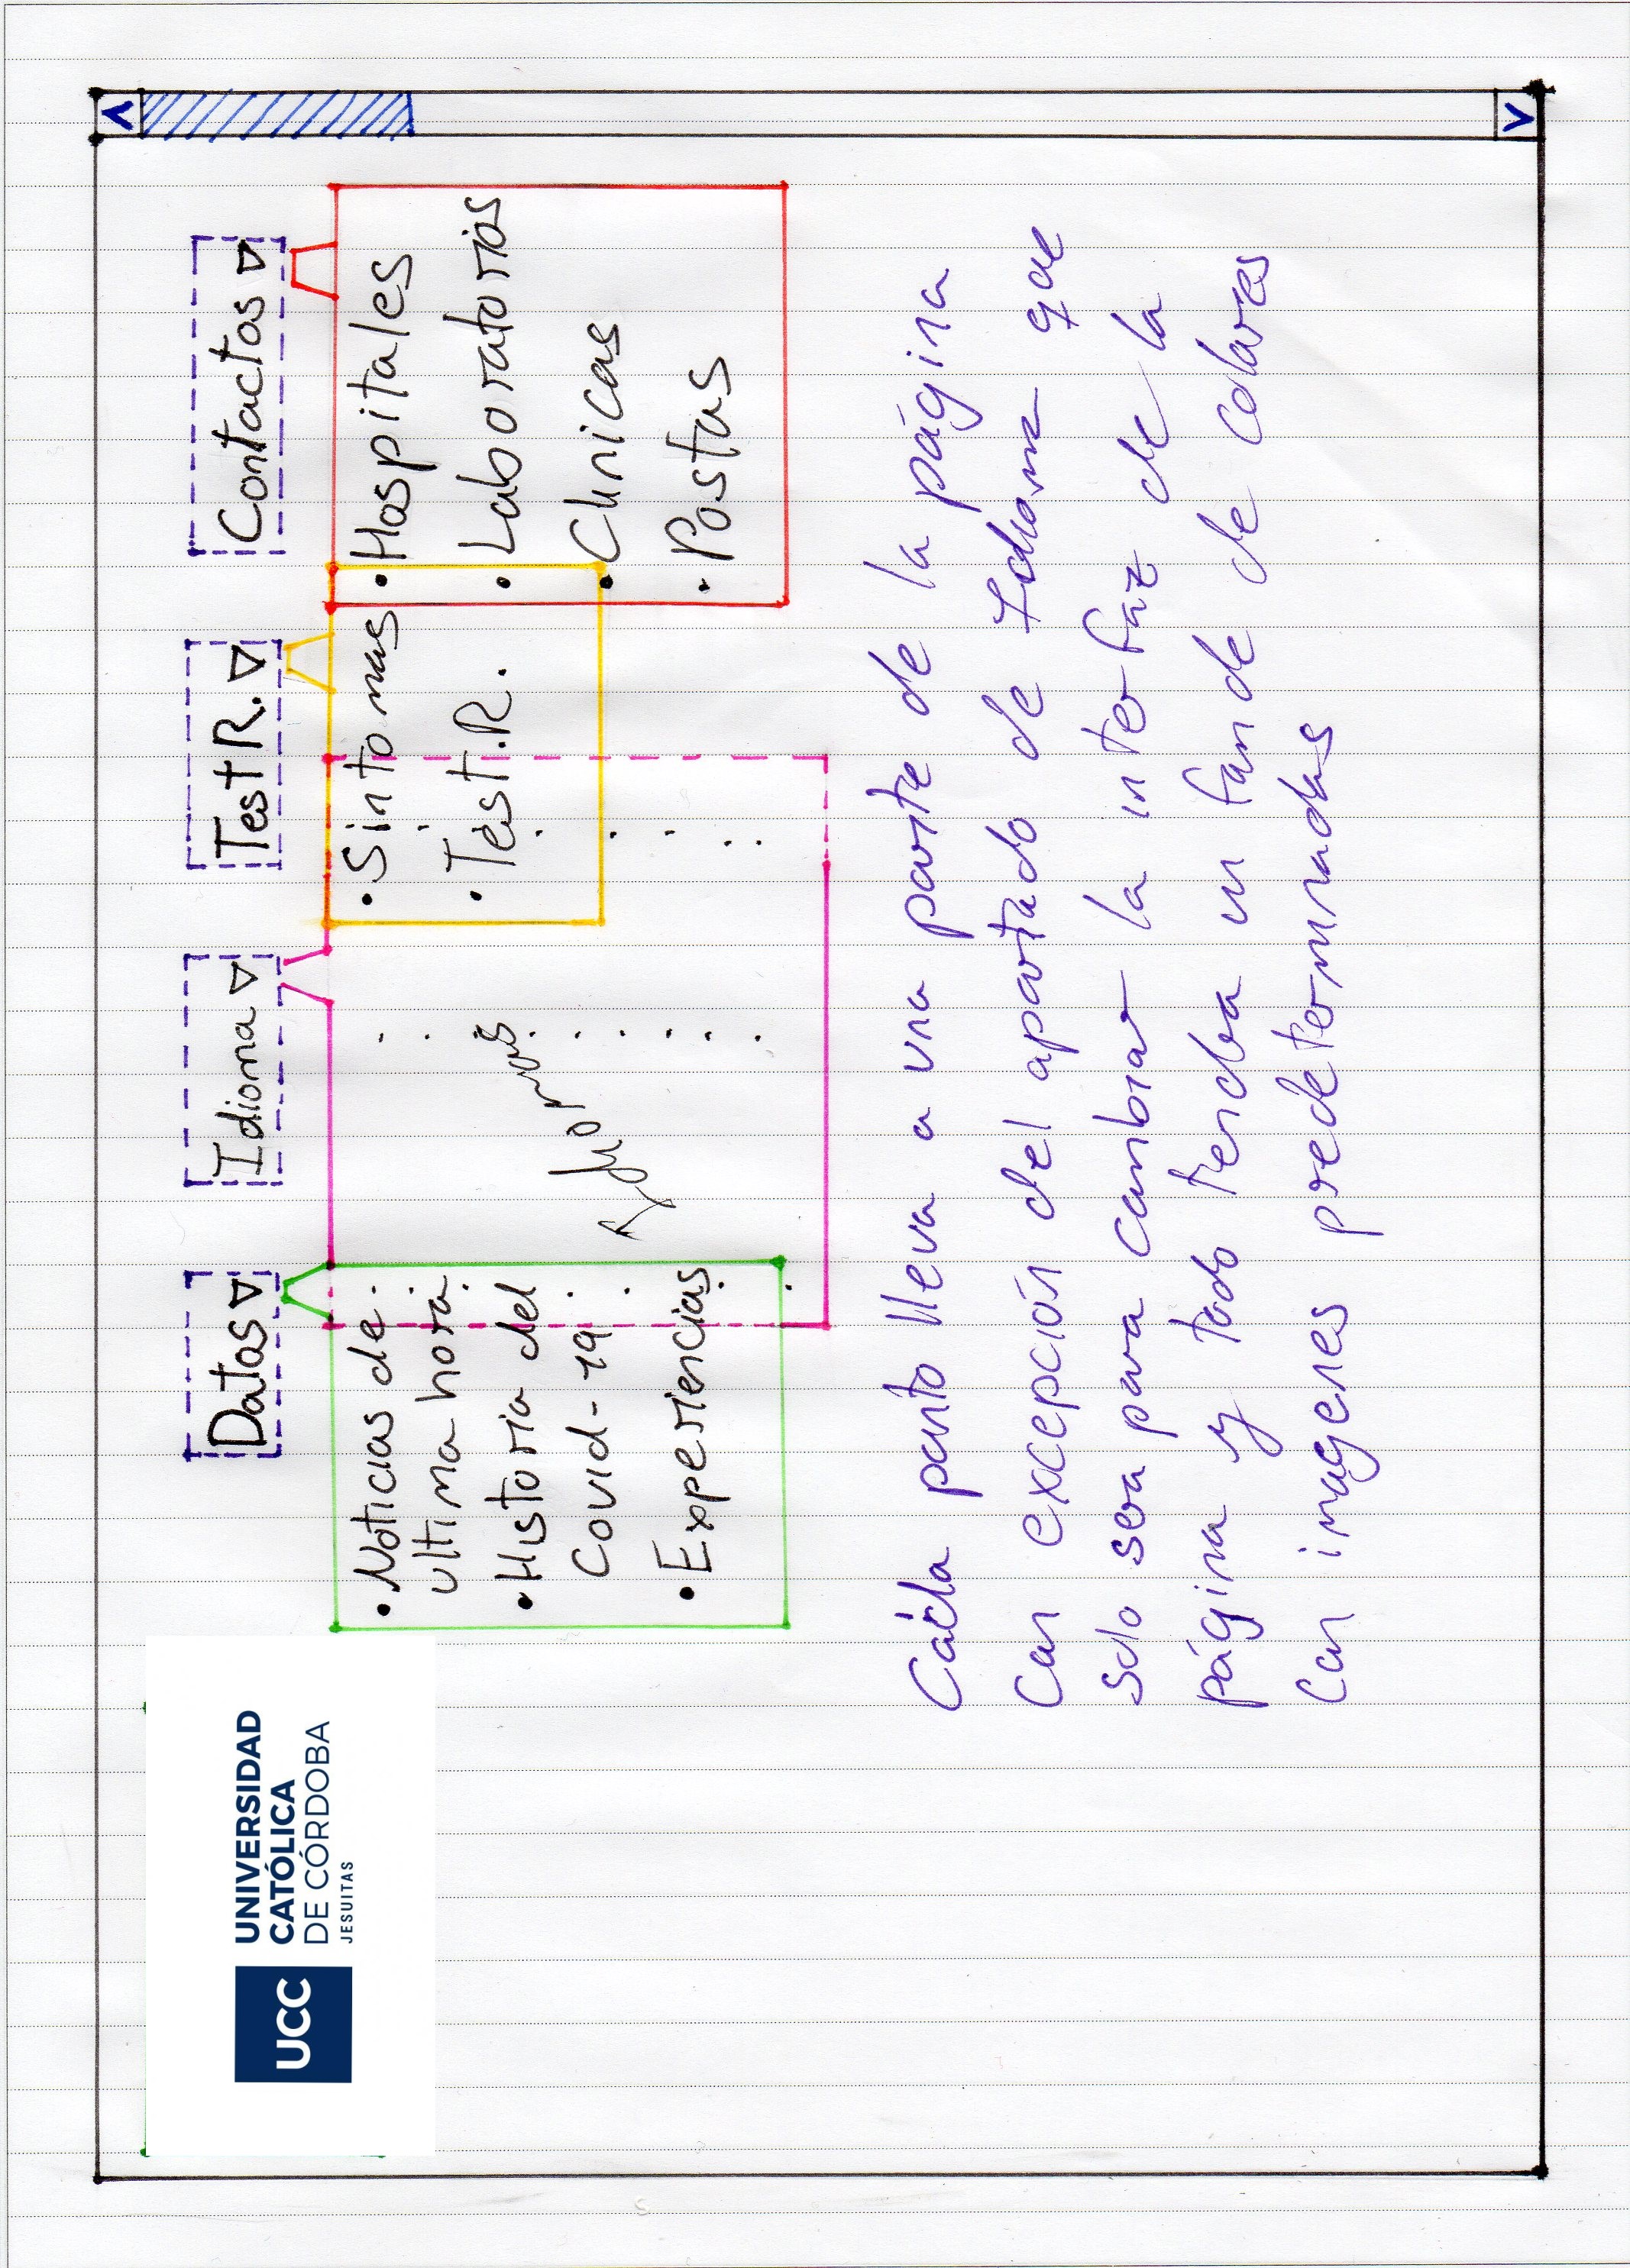 UCC
UNIVERSIDAD
CATÓLICA
DE CÓRDOBA
JESUITAS
Datos
Idioma
Test R.
Contactos
• Noticias de
ultima hora
• Historia del
Covid-19
• Experiencias
Idiomas
• Sintomas
• Test.R.
• Hospitales
• Laboratorios
• Clinicas
• Postas
Cada punto lleva a una parte de la página
Con excepción del apartado de Idioma que
solo sera para cambiar la interfaz de la
página y todo tendra un fondo de colores
Con imagenes predeterminadas